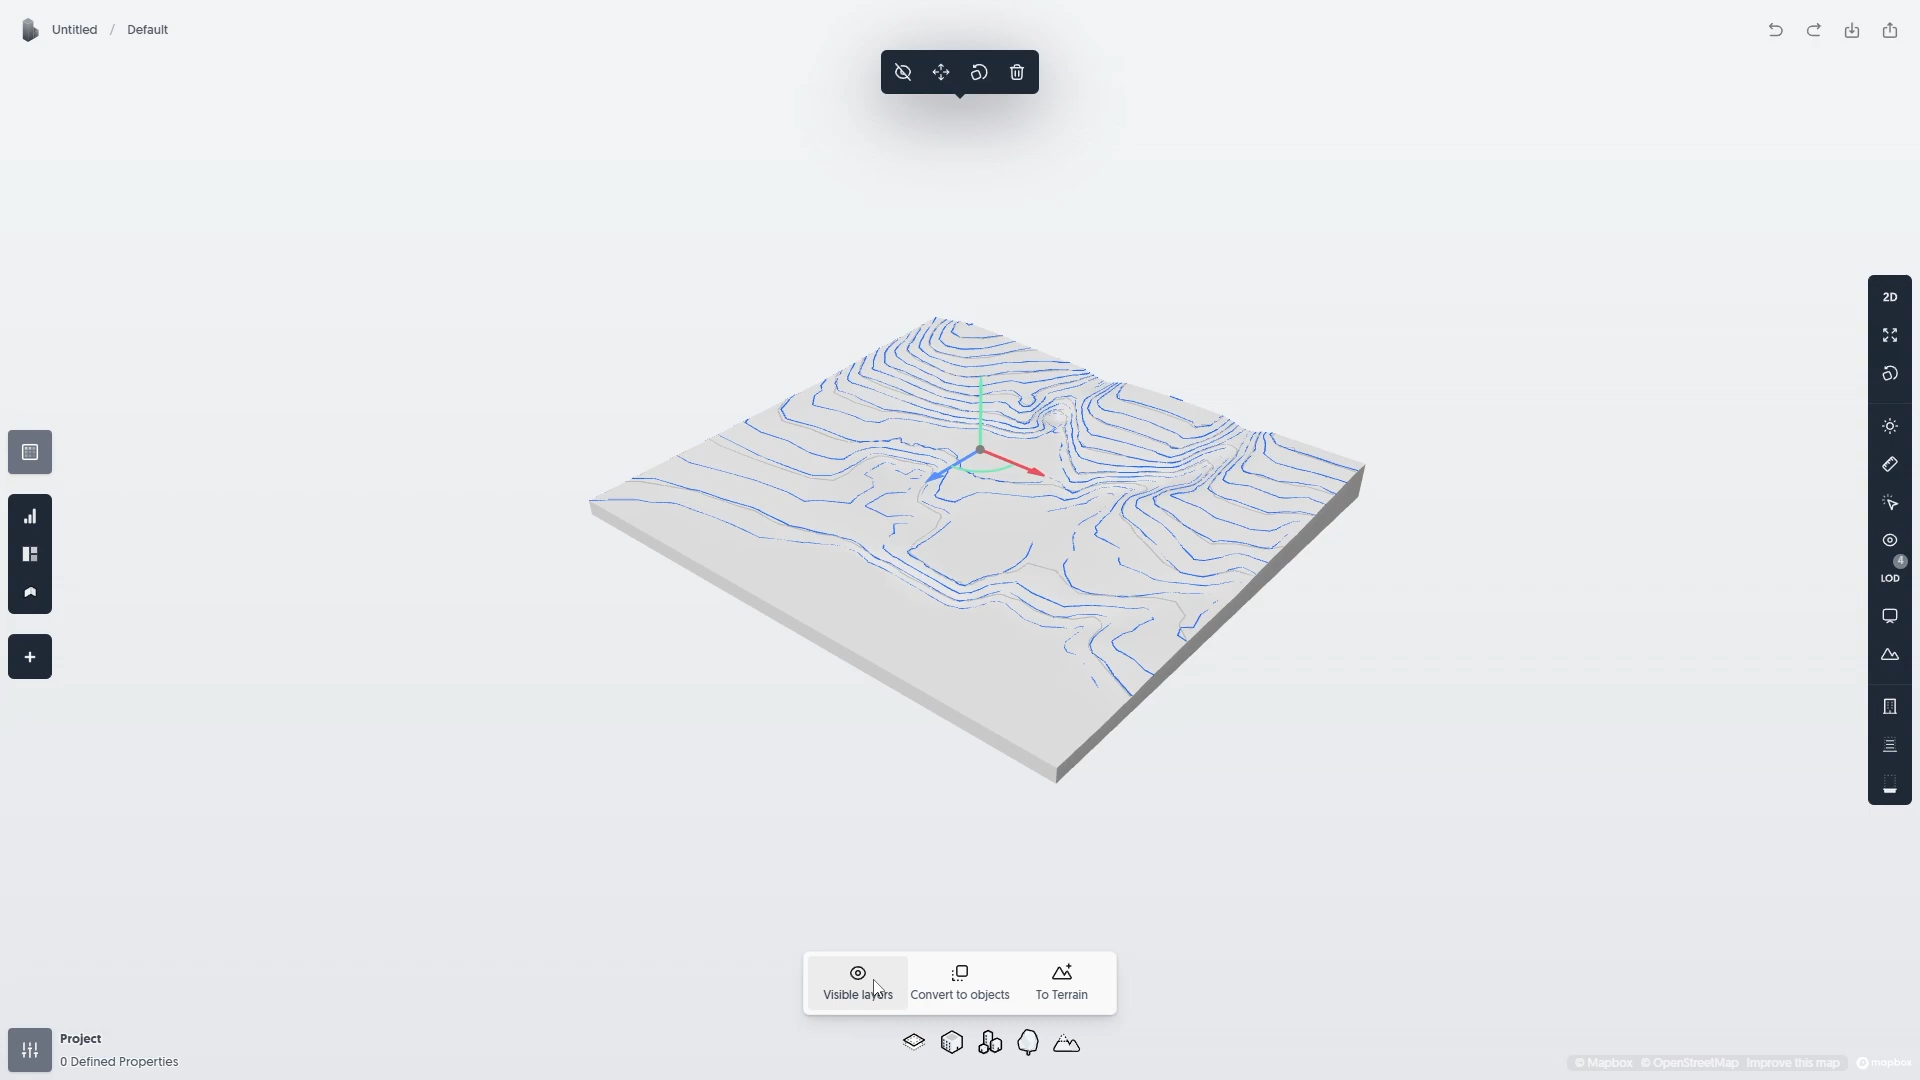 Untitled / Default
2D
4
LOD
Visible layers
Convert to objects
To Terrain
Project
0 Defined Properties
© Mapbox © OpenStreetMap Improve this map mapbox